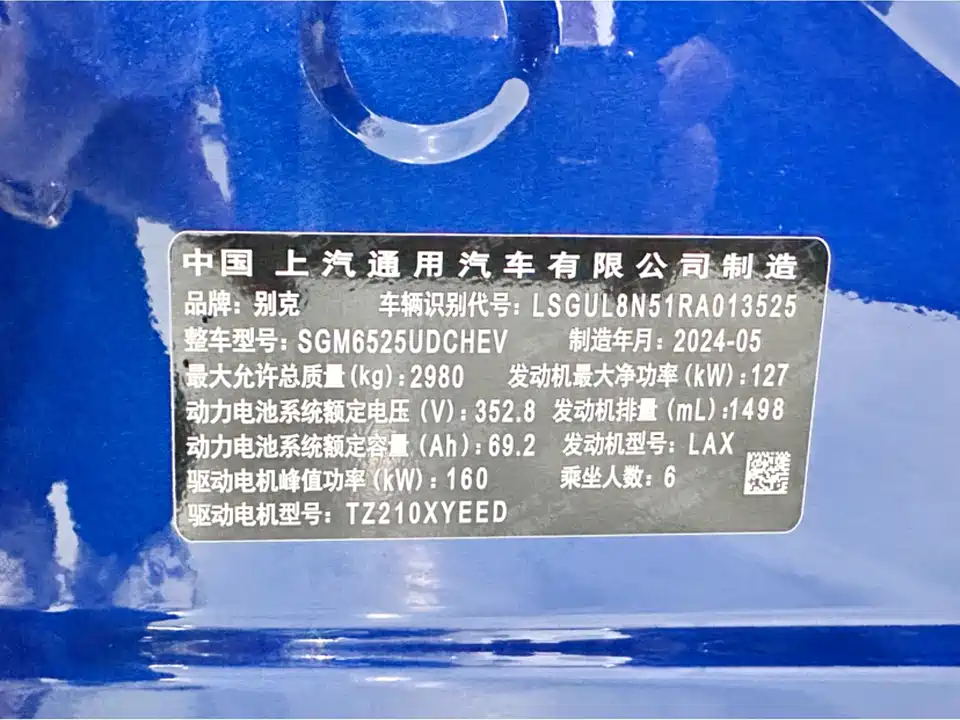 中国 上汽通用汽车有限公司制造
品牌：别克 车辆识别代号：LSGUL8N51RA013525
整车型号：SGM6525UDCHEV 制造年月：2024-05
最大允许总质量(kg)：2980 发动机最大净功率(kW)：127
动力电池系统额定电压(V)：352.8 发动机排量(mL)：1498
动力电池系统额定容量(Ah)：69.2 发动机型号：LAX
驱动电机峰值功率(kW)：160 乘坐人数：6
驱动电机型号：TZ210XYEED